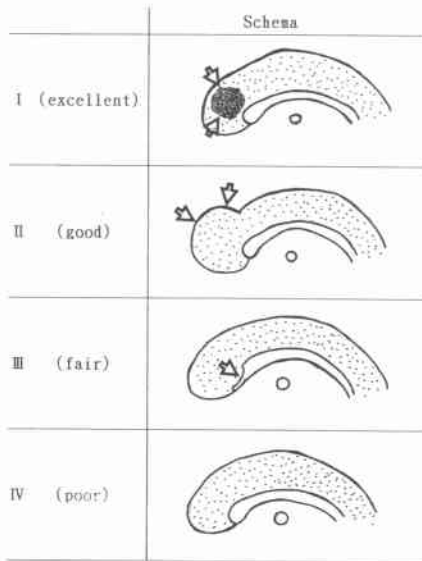 Schema
I (excellent)
II (good)
III (fair)
IV (poor)